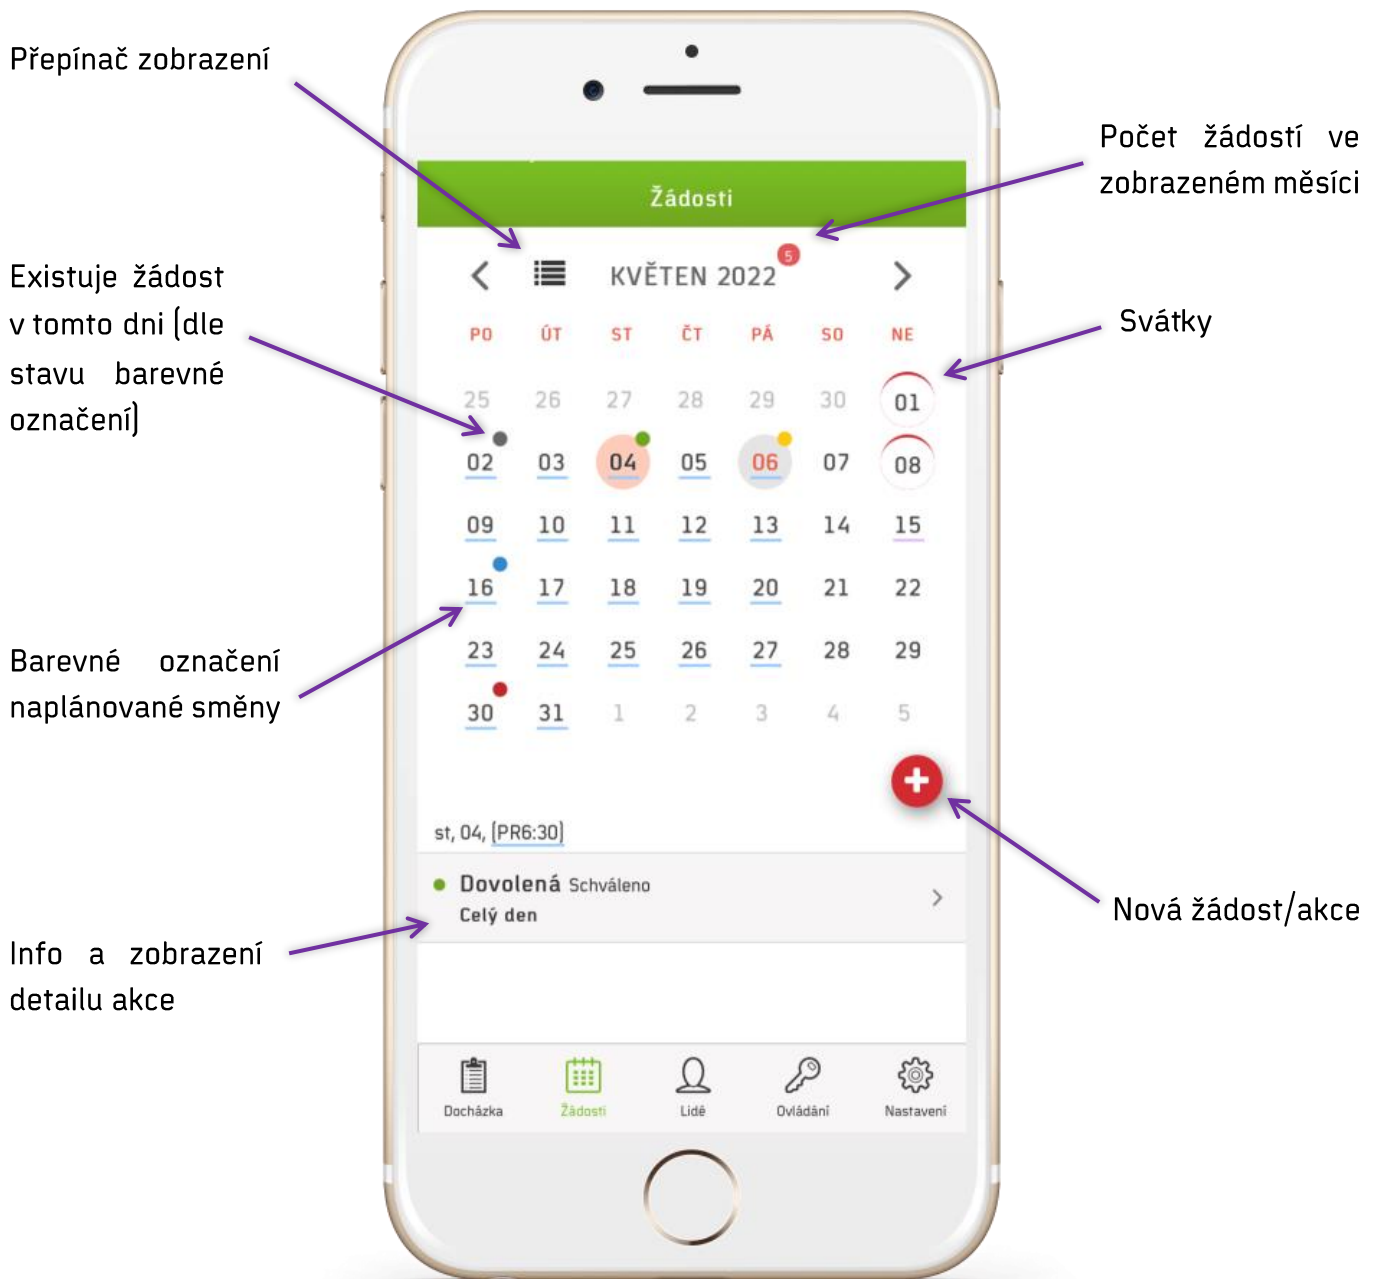 Přepínač zobrazení
Počet žádostí ve
zobrazeném měsíci
Žádosti
Existuje žádost
v tomto dni (dle
stavu barevné
označení)
KVĚTEN 2022
5
Svátky
PO ÚT ST ČT PÁ SO NE
25 26 27 28 29 30 01
02 03 04 05 06 07 08
09 10 11 12 13 14 15
16 17 18 19 20 21 22
23 24 25 26 27 28 29
30 31 1 2 3 4 5
Barevné označení
naplánované směny
st, 04, (PR6:30)
Dovolená Schváleno
Celý den
Nová žádost/akce
Info a zobrazení
detailu akce
Docházka Žádosti Lidé Ovládání Nastavení